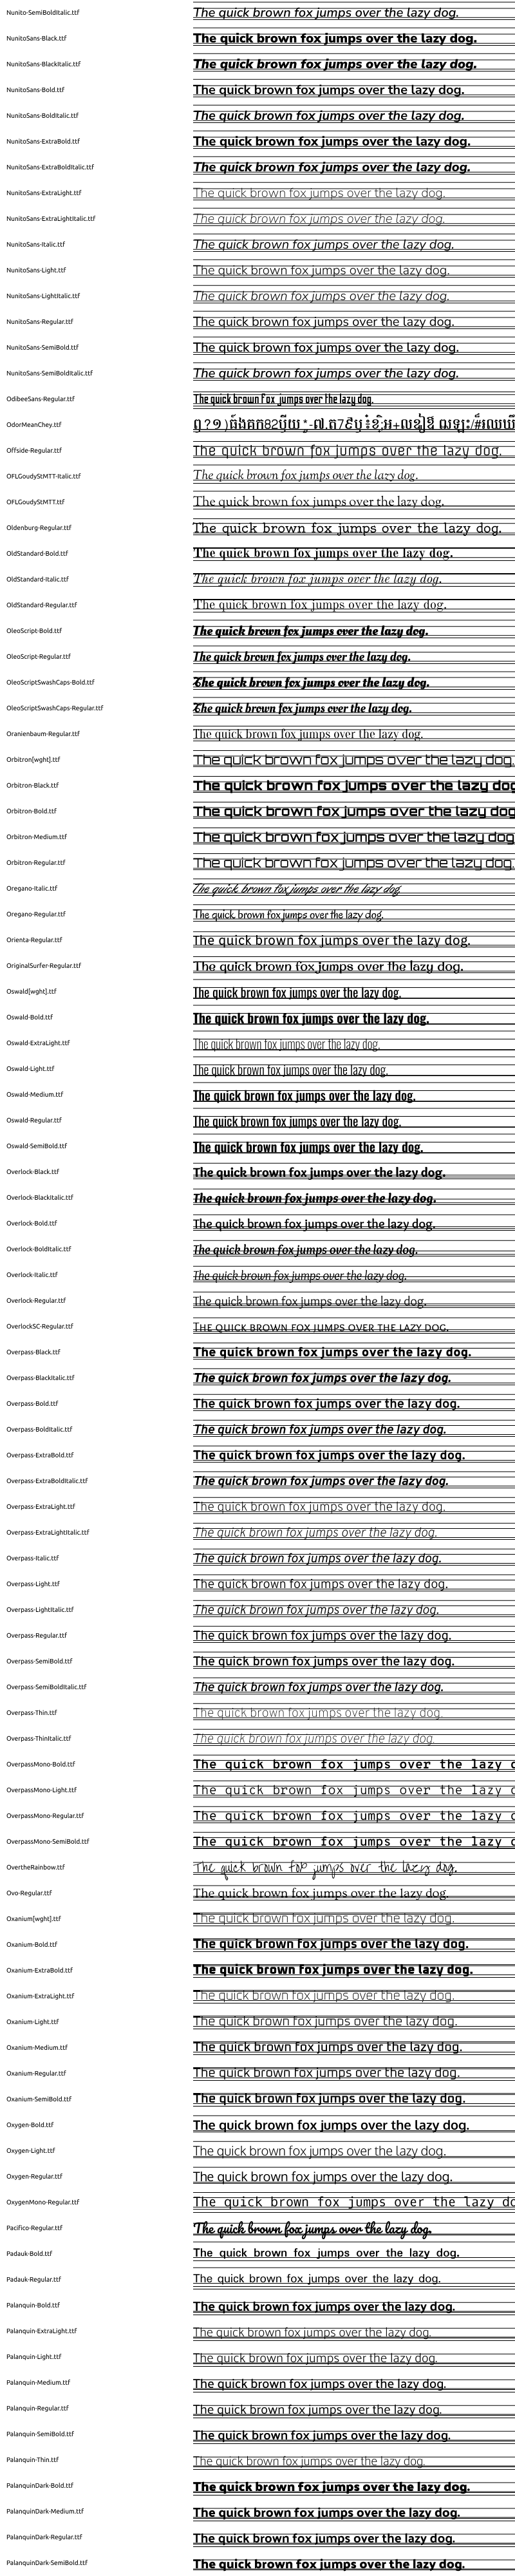 Nunito-SemiBoldItalic.ttf The quick brown fox jumps over the lazy dog.
NunitoSans-Black.ttf The quick brown fox jumps over the lazy dog.
NunitoSans-BlackItalic.ttf The quick brown fox jumps over the lazy dog.
NunitoSans-Bold.ttf The quick brown fox jumps over the lazy dog.
NunitoSans-BoldItalic.ttf The quick brown fox jumps over the lazy dog.
NunitoSans-ExtraBold.ttf The quick brown fox jumps over the lazy dog.
NunitoSans-ExtraBoldItalic.ttf The quick brown fox jumps over the lazy dog.
NunitoSans-ExtraLight.ttf The quick brown fox jumps over the lazy dog.
NunitoSans-ExtraLightItalic.ttf The quick brown fox jumps over the lazy dog.
NunitoSans-Italic.ttf The quick brown fox jumps over the lazy dog.
NunitoSans-Light.ttf The quick brown fox jumps over the lazy dog.
NunitoSans-LightItalic.ttf The quick brown fox jumps over the lazy dog.
NunitoSans-Regular.ttf The quick brown fox jumps over the lazy dog.
NunitoSans-SemiBold.ttf The quick brown fox jumps over the lazy dog.
NunitoSans-SemiBoldItalic.ttf The quick brown fox jumps over the lazy dog.
OdibeeSans-Regular.ttf The quick brown fox jumps over the lazy dog.
OdorMeanChey.ttf
Offside-Regular.ttf The quick brown fox jumps over the lazy dog.
OFLGoudyStMTT-Italic.ttf The quick brown fox jumps over the lazy dog.
OFLGoudyStMTT.ttf The quick brown fox jumps over the lazy dog.
Oldenburg-Regular.ttf The quick brown fox jumps over the lazy dog.
OldStandard-Bold.ttf The quick brown fox jumps over the lazy dog.
OldStandard-Italic.ttf The quick brown fox jumps over the lazy dog.
OldStandard-Regular.ttf The quick brown fox jumps over the lazy dog.
OleoScript-Bold.ttf The quick brown fox jumps over the lazy dog.
OleoScript-Regular.ttf The quick brown fox jumps over the lazy dog.
OleoScriptSwashCaps-Bold.ttf The quick brown fox jumps over the lazy dog.
OleoScriptSwashCaps-Regular.ttf The quick brown fox jumps over the lazy dog.
Oranienbaum-Regular.ttf The quick brown fox jumps over the lazy dog.
Orbitron[wght].ttf The quick brown fox jumps over the lazy dog.
Orbitron-Black.ttf The quick brown fox jumps over the lazy dog
Orbitron-Bold.ttf The quick brown fox jumps over the lazy dog
Orbitron-Medium.ttf The quick brown fox jumps over the lazy dog
Orbitron-Regular.ttf The quick brown fox jumps over the lazy dog.
Oregano-Italic.ttf The quick brown fox jumps over the lazy dog.
Oregano-Regular.ttf The quick brown fox jumps over the lazy dog.
Orienta-Regular.ttf The quick brown fox jumps over the lazy dog.
OriginalSurfer-Regular.ttf The quick brown fox jumps over the lazy dog.
Oswald[wght].ttf The quick brown fox jumps over the lazy dog.
Oswald-Bold.ttf The quick brown fox jumps over the lazy dog.
Oswald-ExtraLight.ttf The quick brown fox jumps over the lazy dog.
Oswald-Light.ttf The quick brown fox jumps over the lazy dog.
Oswald-Medium.ttf The quick brown fox jumps over the lazy dog.
Oswald-Regular.ttf The quick brown fox jumps over the lazy dog.
Oswald-SemiBold.ttf The quick brown fox jumps over the lazy dog.
Overlock-Black.ttf The quick brown fox jumps over the lazy dog.
Overlock-BlackItalic.ttf The quick brown fox jumps over the lazy dog.
Overlock-Bold.ttf The quick brown fox jumps over the lazy dog.
Overlock-BoldItalic.ttf The quick brown fox jumps over the lazy dog.
Overlock-Italic.ttf The quick brown fox jumps over the lazy dog.
Overlock-Regular.ttf The quick brown fox jumps over the lazy dog.
OverlockSC-Regular.ttf The quick brown fox jumps over the lazy dog.
Overpass-Black.ttf The quick brown fox jumps over the lazy dog.
Overpass-BlackItalic.ttf The quick brown fox jumps over the lazy dog.
Overpass-Bold.ttf The quick brown fox jumps over the lazy dog.
Overpass-BoldItalic.ttf The quick brown fox jumps over the lazy dog.
Overpass-ExtraBold.ttf The quick brown fox jumps over the lazy dog.
Overpass-ExtraBoldItalic.ttf The quick brown fox jumps over the lazy dog.
Overpass-ExtraLight.ttf The quick brown fox jumps over the lazy dog.
Overpass-ExtraLightItalic.ttf The quick brown fox jumps over the lazy dog.
Overpass-Italic.ttf The quick brown fox jumps over the lazy dog.
Overpass-Light.ttf The quick brown fox jumps over the lazy dog.
Overpass-LightItalic.ttf The quick brown fox jumps over the lazy dog.
Overpass-Regular.ttf The quick brown fox jumps over the lazy dog.
Overpass-SemiBold.ttf The quick brown fox jumps over the lazy dog.
Overpass-SemiBoldItalic.ttf The quick brown fox jumps over the lazy dog.
Overpass-Thin.ttf The quick brown fox jumps over the lazy dog.
Overpass-ThinItalic.ttf The quick brown fox jumps over the lazy dog.
OverpassMono-Bold.ttf The quick brown fox jumps over the lazy
OverpassMono-Light.ttf The quick brown fox jumps over the lazy
OverpassMono-Regular.ttf The quick brown fox jumps over the lazy
OverpassMono-SemiBold.ttf The quick brown fox jumps over the lazy
OvertheRainbow.ttf The quick brown fox jumps over the lazy dog.
Ovo-Regular.ttf The quick brown fox jumps over the lazy dog.
Oxanium[wght].ttf The quick brown fox jumps over the lazy dog.
Oxanium-Bold.ttf The quick brown fox jumps over the lazy dog.
Oxanium-ExtraBold.ttf The quick brown fox jumps over the lazy dog.
Oxanium-ExtraLight.ttf The quick brown fox jumps over the lazy dog.
Oxanium-Light.ttf The quick brown fox jumps over the lazy dog.
Oxanium-Medium.ttf The quick brown fox jumps over the lazy dog.
Oxanium-Regular.ttf The quick brown fox jumps over the lazy dog.
Oxanium-SemiBold.ttf The quick brown fox jumps over the lazy dog.
Oxygen-Bold.ttf The quick brown fox jumps over the lazy dog.
Oxygen-Light.ttf The quick brown fox jumps over the lazy dog.
Oxygen-Regular.ttf The quick brown fox jumps over the lazy dog.
OxygenMono-Regular.ttf The quick brown fox jumps over the lazy do
Pacifico-Regular.ttf The quick brown fox jumps over the lazy dog.
Padauk-Bold.ttf The quick brown fox jumps over the lazy dog.
Padauk-Regular.ttf The quick brown fox jumps over the lazy dog.
Palanquin-Bold.ttf The quick brown fox jumps over the lazy dog.
Palanquin-ExtraLight.ttf The quick brown fox jumps over the lazy dog.
Palanquin-Light.ttf The quick brown fox jumps over the lazy dog.
Palanquin-Medium.ttf The quick brown fox jumps over the lazy dog.
Palanquin-Regular.ttf The quick brown fox jumps over the lazy dog.
Palanquin-SemiBold.ttf The quick brown fox jumps over the lazy dog.
Palanquin-Thin.ttf The quick brown fox jumps over the lazy dog.
PalanquinDark-Bold.ttf The quick brown fox jumps over the lazy dog.
PalanquinDark-Medium.ttf The quick brown fox jumps over the lazy dog.
PalanquinDark-Regular.ttf The quick brown fox jumps over the lazy dog.
PalanquinDark-SemiBold.ttf The quick brown fox jumps over the lazy dog.